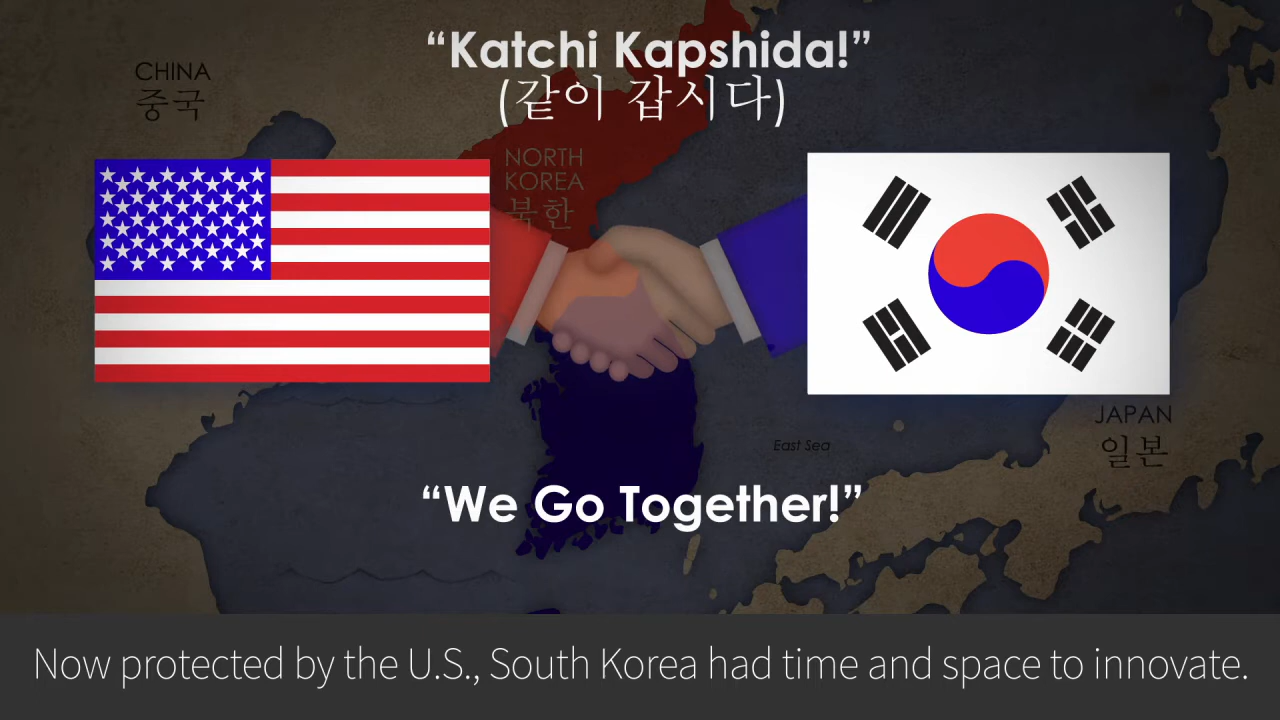 “Katchi Kapshida!”
(같이 갑시다)
CHINA
중국
NORTH
KOREA
북한
JAPAN
일본
East Sea
“We Go Together!”
Now protected by the U.S., South Korea had time and space to innovate.